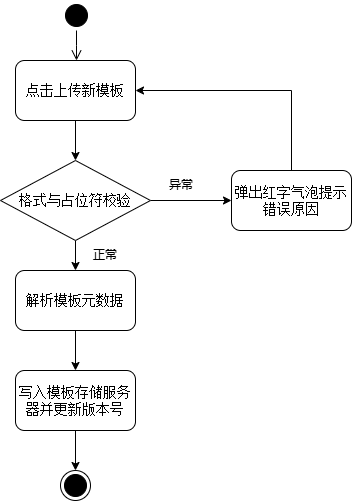 点击上传新模板
格式与占位符校验
异常
弹出红字气泡提示
错误原因
正常
解析模板元数据
写入模板存储服务
器并更新版本号